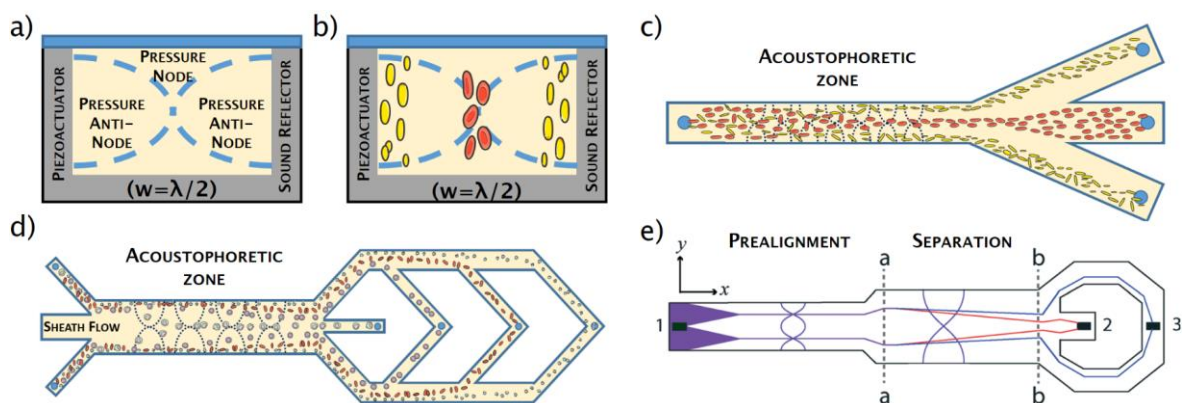 a)
PIEZOACTUATOR
PRESSURE
NODE
PRESSURE
ANTI-
NODE
PRESSURE
ANTI-
NODE
SOUND REFLECTOR
(w=λ/2)
b)
PIEZOACTUATOR
SOUND REFLECTOR
(w=λ/2)
c)
ACOUSTOPHORETIC
ZONE
d)
ACOUSTOPHORETIC
ZONE
SHEATH FLOW
e)
y
x
PREALIGNMENT
SEPARATION
a
b
1
2
3
a
b